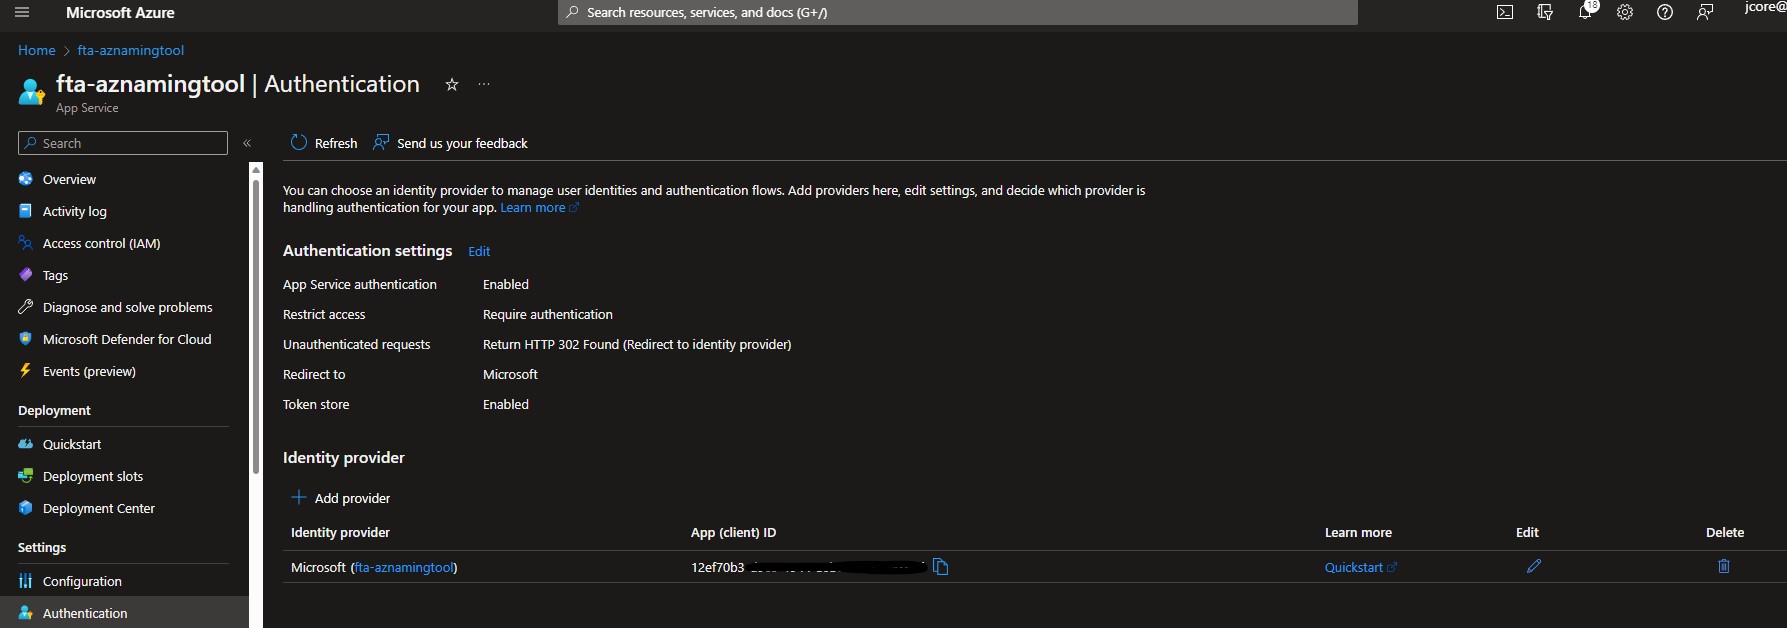 Microsoft Azure
Search resources, services, and docs (G+/)
18
jcore@
Home > fta-aznamingtool
fta-aznamingtool | Authentication
App Service
Search
Refresh
Send us your feedback
Overview
Activity log
Access control (IAM)
Tags
Diagnose and solve problems
Microsoft Defender for Cloud
Events (preview)
Deployment
Quickstart
Deployment slots
Deployment Center
Settings
Configuration
Authentication
You can choose an identity provider to manage user identities and authentication flows. Add providers here, edit settings, and decide which provider is
handling authentication for your app. Learn more
Authentication settings Edit
App Service authentication Enabled
Restrict access Require authentication
Unauthenticated requests Return HTTP 302 Found (Redirect to identity provider)
Redirect to Microsoft
Token store Enabled
Identity provider
Add provider
Identity provider App (client) ID Learn more Edit Delete
Microsoft (fta-aznamingtool) 12ef70b3 Quickstart